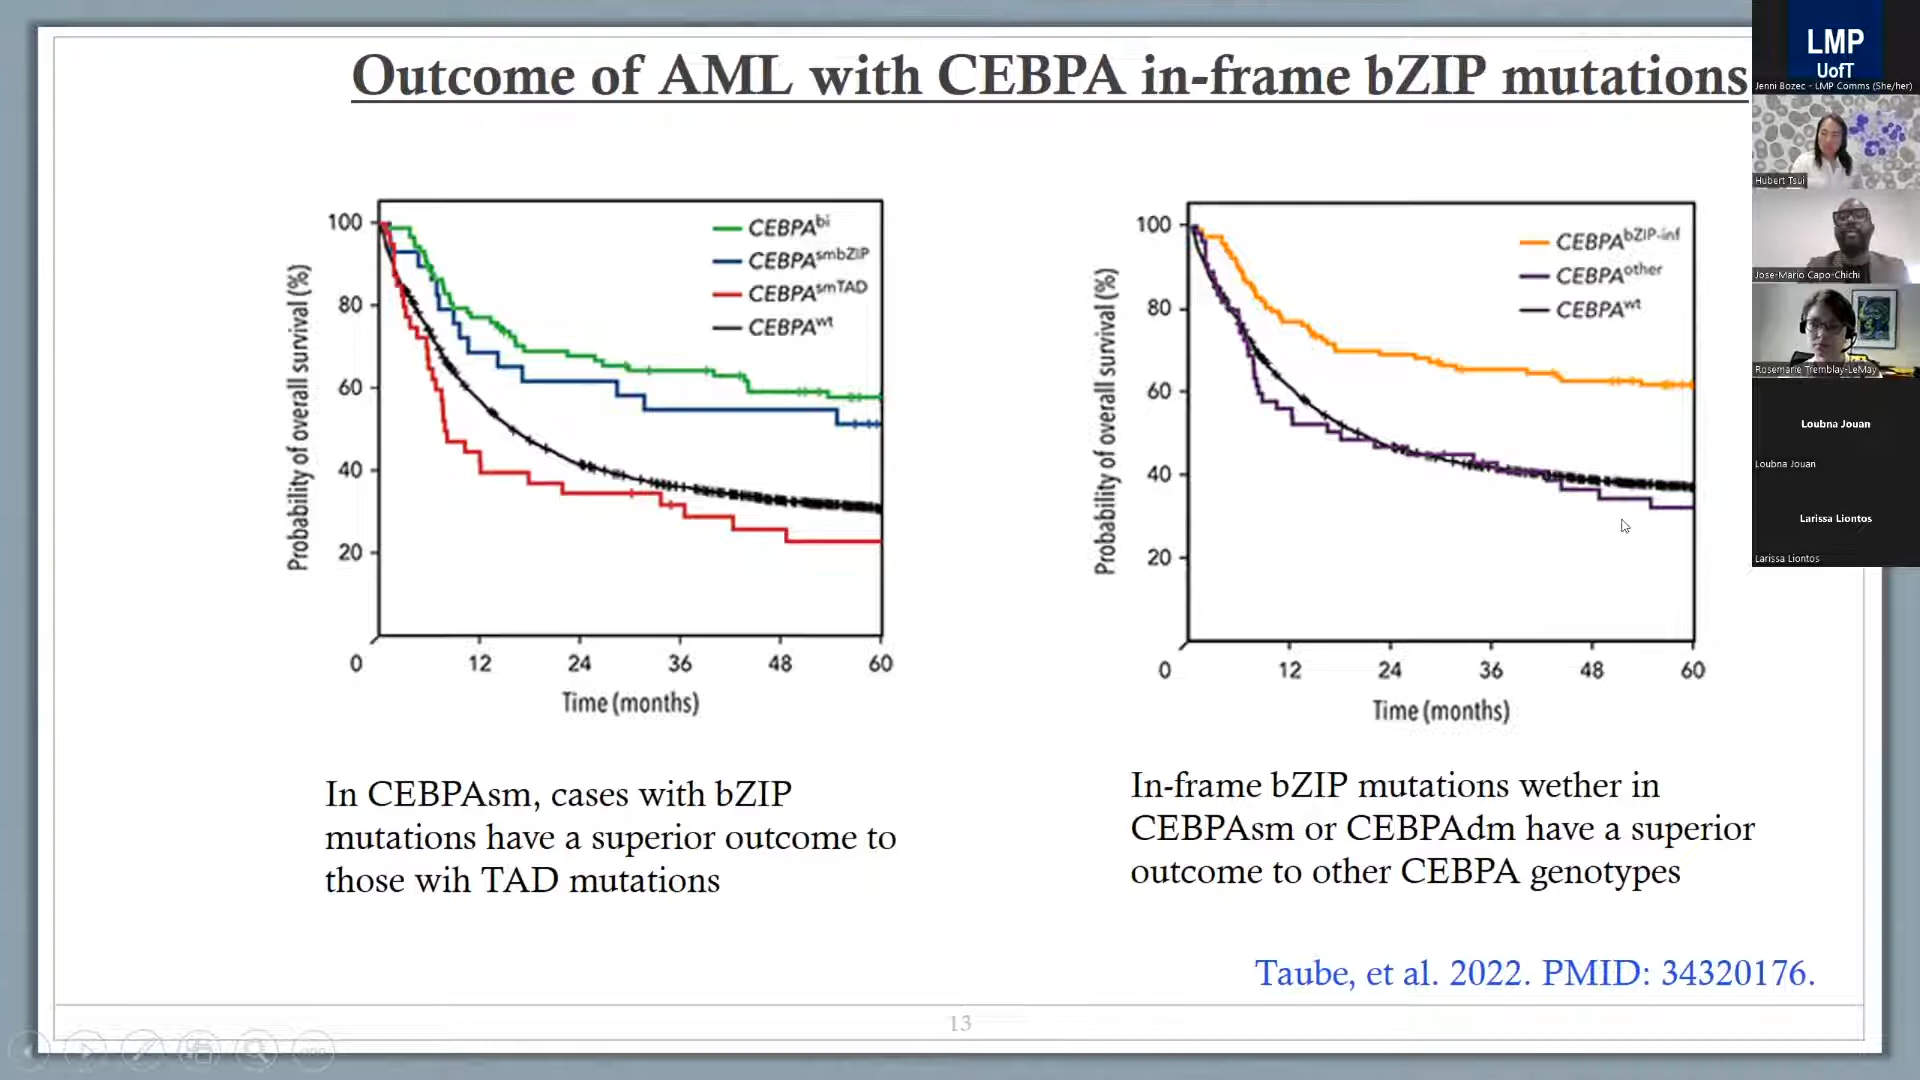 Outcome of AML with CEBPA in-frame bZIP mutations
LMP
UofT
Jenni Bozec - LMP Comms (She/her)
Hubert Tsui
Jose-Mario Capo-Chichi
Rosemarie Tremblay-LeMay
Loubna Jouan
Loubna Jouan
Larissa Liontos
Larissa Liontos
Probability of overall survival (%)
100
80
60
40
20
0
12
24
36
48
60
Time (months)
CEBPAbi
CEBPAsmbZIP
CEBPAsmTAD
CEBPAwt
Probability of overall survival (%)
100
80
60
40
20
0
12
24
36
48
60
Time (months)
CEBPAbZIP-inf
CEBPAother
CEBPAwt
In CEBPAsm, cases with bZIP
mutations have a superior outcome to
those wih TAD mutations
In-frame bZIP mutations wether in
CEBPAsm or CEBPAdm have a superior
outcome to other CEBPA genotypes
Taube, et al. 2022. PMID: 34320176.
13